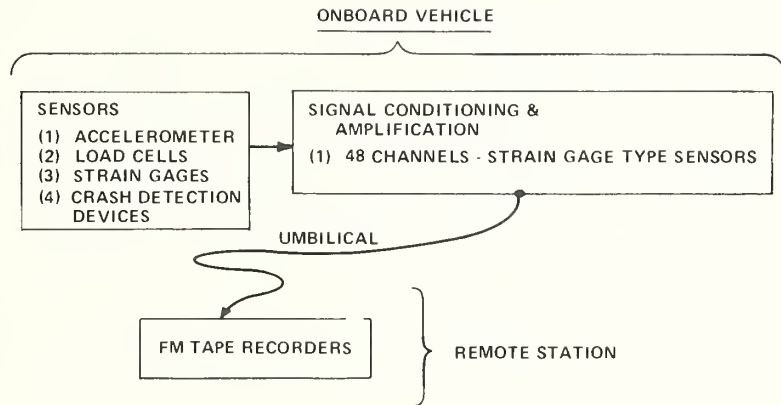 ONBOARD VEHICLE
SENSORS
(1) ACCELEROMETER
(2) LOAD CELLS
(3) STRAIN GAGES
(4) CRASH DETECTION
DEVICES
SIGNAL CONDITIONING &
AMPLIFICATION
(1) 48 CHANNELS - STRAIN GAGE TYPE SENSORS
UMBILICAL
FM TAPE RECORDERS
REMOTE STATION